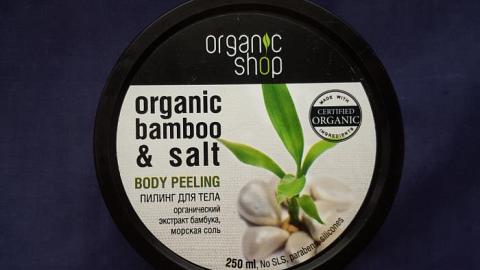 organic
shop
organic
bamboo
& salt
BODY PEELING
ПИЛИНГ ДЛЯ ТЕЛА
органический
экстракт бамбука,
морская соль
MADE WITH
CERTIFIED
ORGANIC
INGREDIENTS
250 ml, No SLS, parabens, silicones